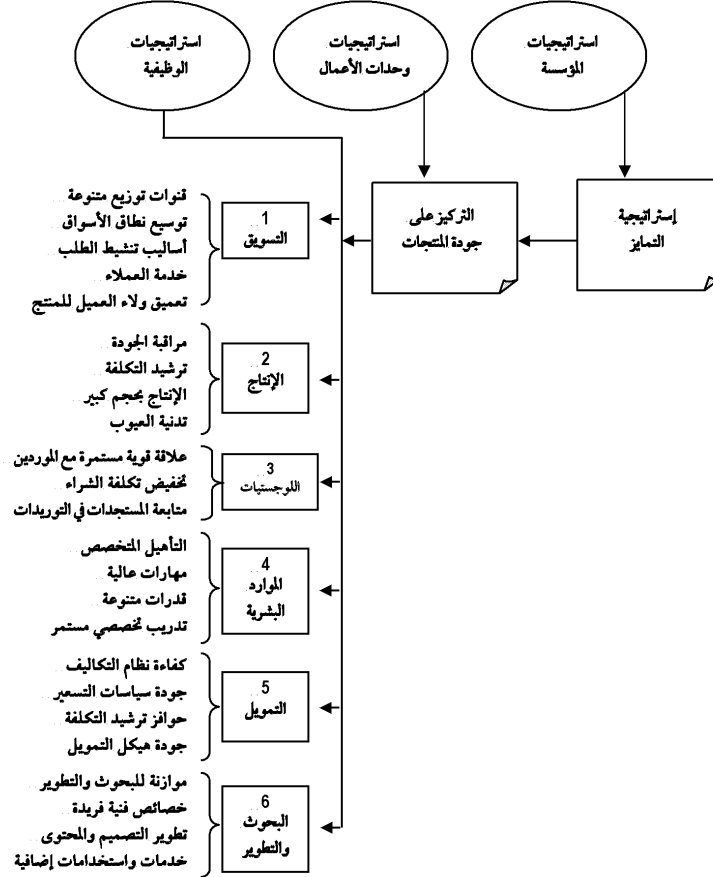 استراتيجيات
المؤسسة
استراتيجيات
وحدات الأعمال
استراتيجيات
الوظيفية
إستراتيجية
التمايز
التركيز على
جودة المنتجات
1
التسويق
قنوات توزيع متنوعة
توسيع نطاق الأسواق
أساليب تنشيط الطلب
خدمة العملاء
تعميق ولاء العميل للمنتج
2
الإنتاج
مراقبة الجودة
ترشيد التكلفة
الإنتاج بحجم كبير
تدنية العيوب
3
اللوجستيات
علاقة قوية مستمرة مع الموردين
تخفيض تكلفة الشراء
متابعة المستجدات في التوريدات
4
الموارد
البشرية
التأهيل المتخصص
مهارات عالية
قدرات متنوعة
تدريب تخصصي مستمر
5
التمويل
كفاءة نظام التكاليف
جودة سياسات التسعير
حوافز ترشيد التكلفة
جودة هيكل التمويل
6
البحوث
والتطوير
موازنة للبحوث والتطوير
خصائص فنية فريدة
تطوير التصميم والمحتوى
خدمات واستخدامات إضافية